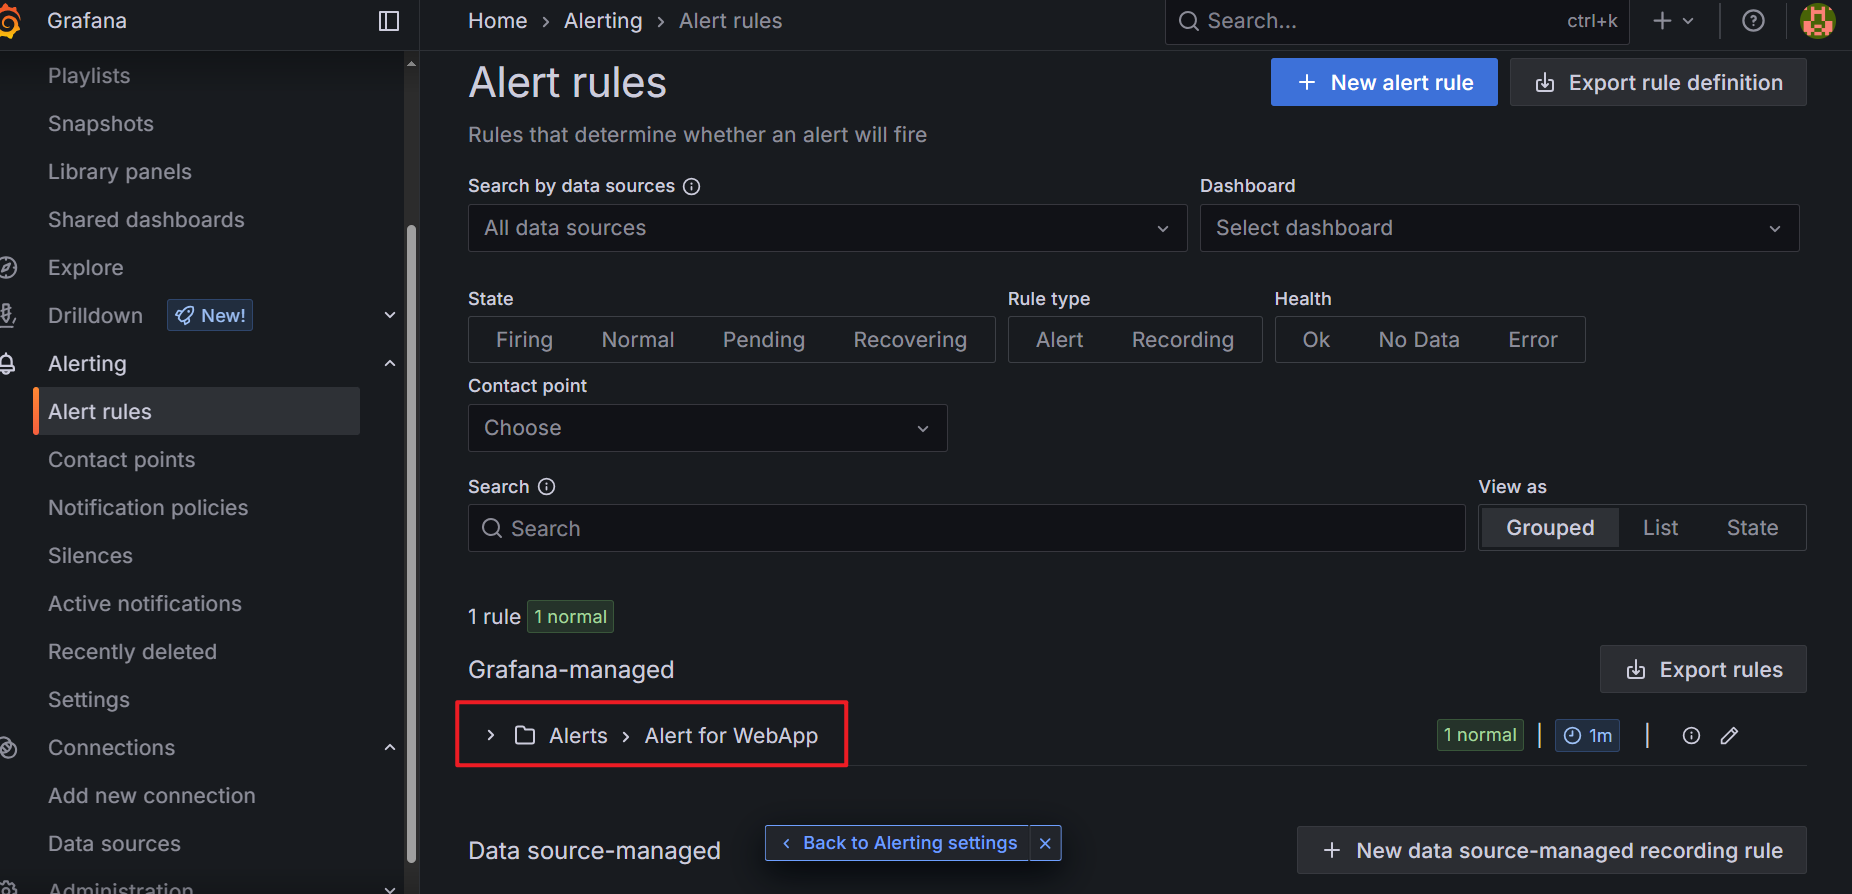 Grafana
Home › Alerting › Alert rules
Search... ctrl+k
Playlists
Snapshots
Library panels
Shared dashboards
Explore
Drilldown New!
Alerting
Alert rules
Contact points
Notification policies
Silences
Active notifications
Recently deleted
Settings
Connections
Add new connection
Data sources
Administration
Alert rules
New alert rule
Export rule definition
Rules that determine whether an alert will fire
Search by data sources
All data sources
Dashboard
Select dashboard
State
Firing Normal Pending Recovering
Rule type
Alert Recording
Health
Ok No Data Error
Contact point
Choose
Search
Search
View as
Grouped List State
1 rule 1 normal
Grafana-managed
Export rules
Alerts › Alert for WebApp
1 normal | 1m |
Data source-managed
Back to Alerting settings
New data source-managed recording rule